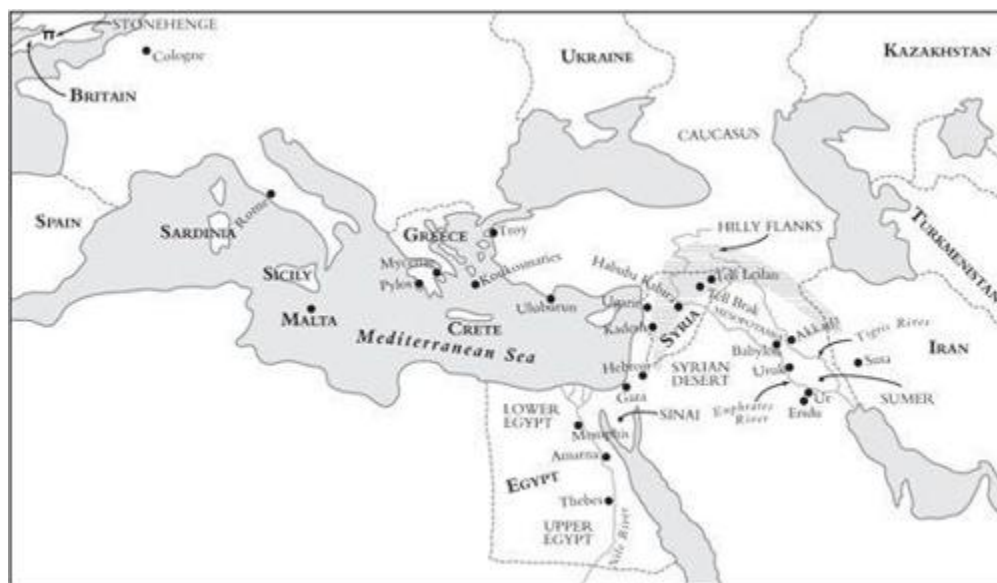 STONEHENGE
Cologne
BRITAIN
UKRAINE
KAZAKHSTAN
CAUCASUS
SPAIN
SARDINIA
Rome
GREECE
Troy
HILLY FLANKS
TURKMENISTAN
Mycenae
Koukounaries
Habuba Kabira
Tell Leilan
SICILY
Pylos
Uluburun
Ugarit
Tell Brak
MALTA
CRETE
Kadesh
SYRIA
MESOPOTAMIA
Akkad?
Tigris River
Mediterranean Sea
Babylon
IRAN
Hebron
SYRIAN
DESERT
Uruk
Susa
Gaza
Ur
LOWER
EGYPT
SINAI
Euphrates
River
Eridu
SUMER
Memphis
Amarna
EGYPT
Thebes
UPPER
EGYPT
Nile River